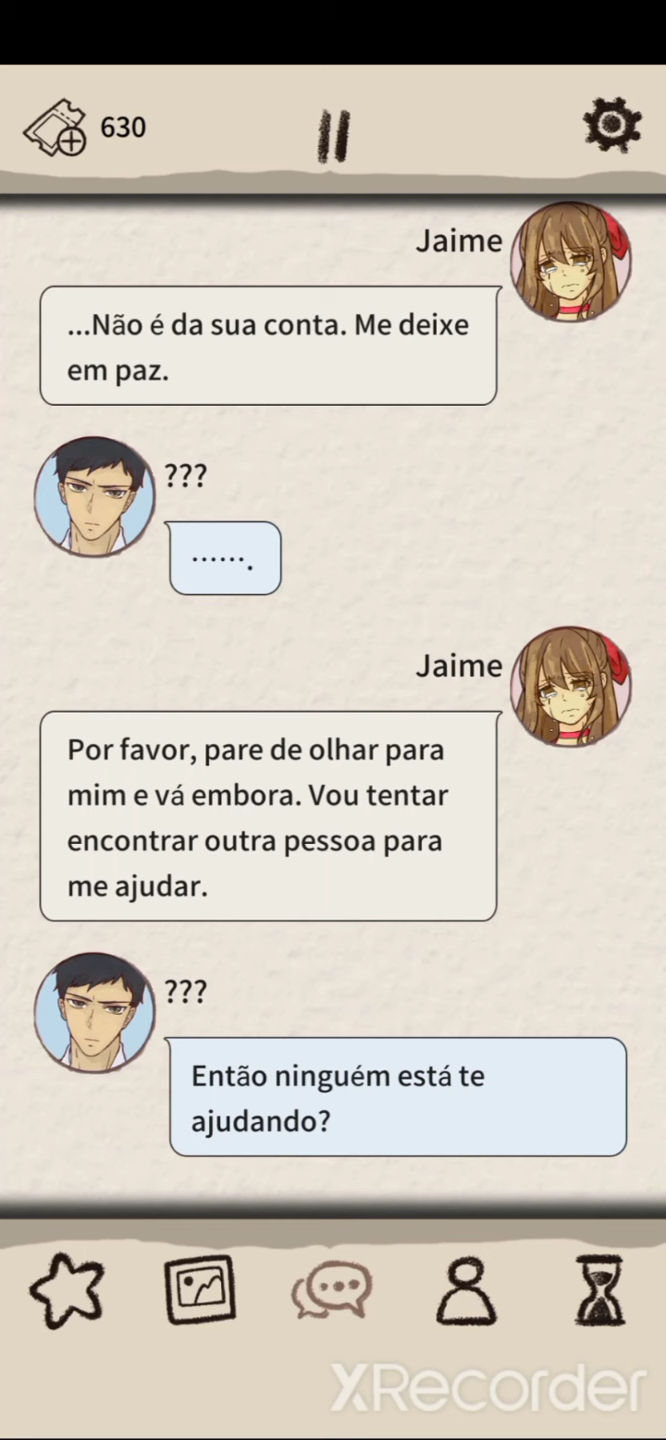 630
Jaime
...Não é da sua conta. Me deixe
em paz.
???
.......
Jaime
Por favor, pare de olhar para
mim e vá embora. Vou tentar
encontrar outra pessoa para
me ajudar.
???
Então ninguém está te
ajudando?
XRecorder